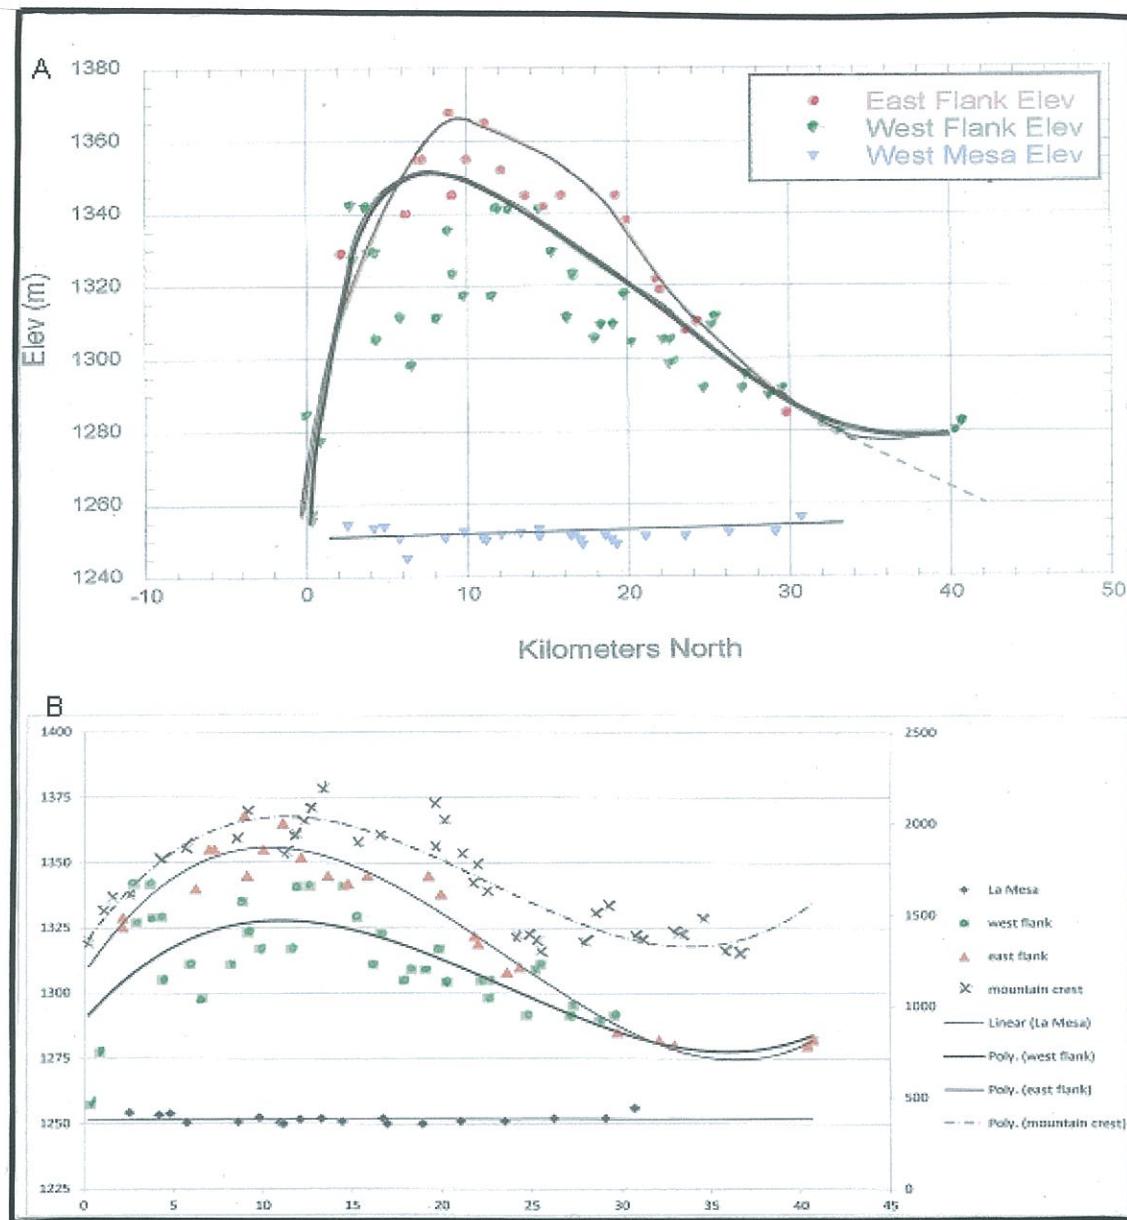 A
1380
1360
1340
1320
1300
1280
1260
1240
Elev (m)
East Flank Elev
West Flank Elev
West Mesa Elev
-10
0
10
20
30
40
50
Kilometers North
B
1400
1375
1350
1325
1300
1275
1250
1225
2500
2000
1500
1000
500
0
La Mesa
west flank
east flank
mountain crest
Linear (La Mesa)
Poly. (west flank)
Poly. (east flank)
Poly. (mountain crest)
0
5
10
15
20
25
30
35
40
45